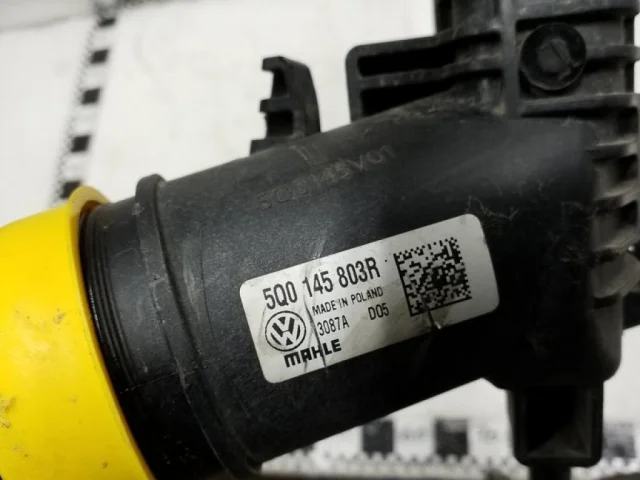 5Q0 145 803R
MADE IN POLAND
3087A D05
MAHLE